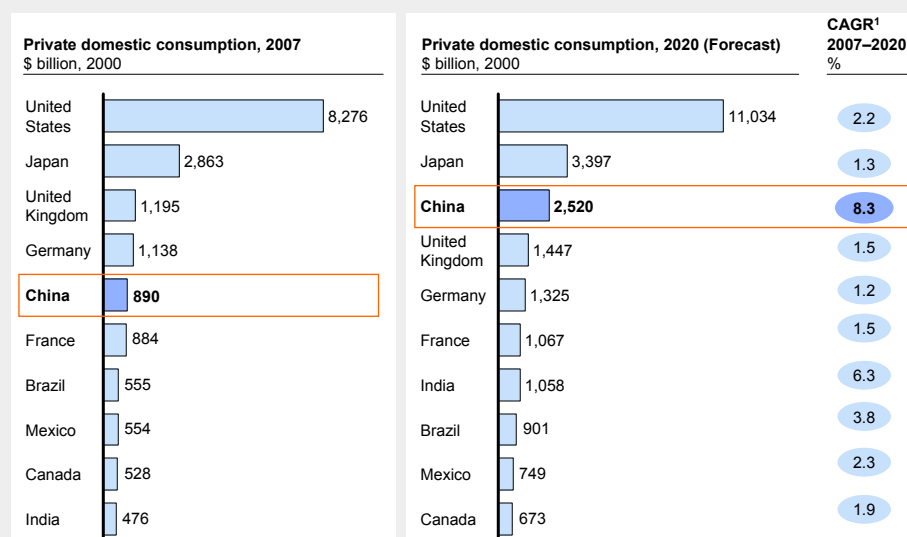 Private domestic consumption, 2007
$ billion, 2000
United
States
8,276
Japan
2,863
United
Kingdom
1,195
Germany
1,138
China
890
France
884
Brazil
555
Mexico
554
Canada
528
India
476
Private domestic consumption, 2020 (Forecast)
$ billion, 2000
CAGR1
2007–2020
%
United
States
11,034
2.2
Japan
3,397
1.3
China
2,520
8.3
United
Kingdom
1,447
1.5
Germany
1,325
1.2
France
1,067
1.5
India
1,058
6.3
Brazil
901
3.8
Mexico
749
2.3
Canada
673
1.9